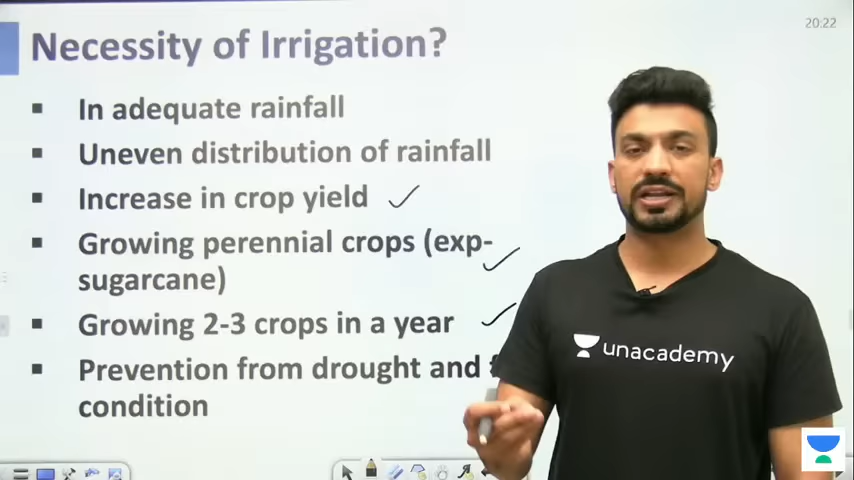 20:22
Necessity of Irrigation?
▪ In adequate rainfall
▪ Uneven distribution of rainfall
▪ Increase in crop yield
▪ Growing perennial crops (exp-
sugarcane)
▪ Growing 2-3 crops in a year
▪ Prevention from drought and
condition
unacademy